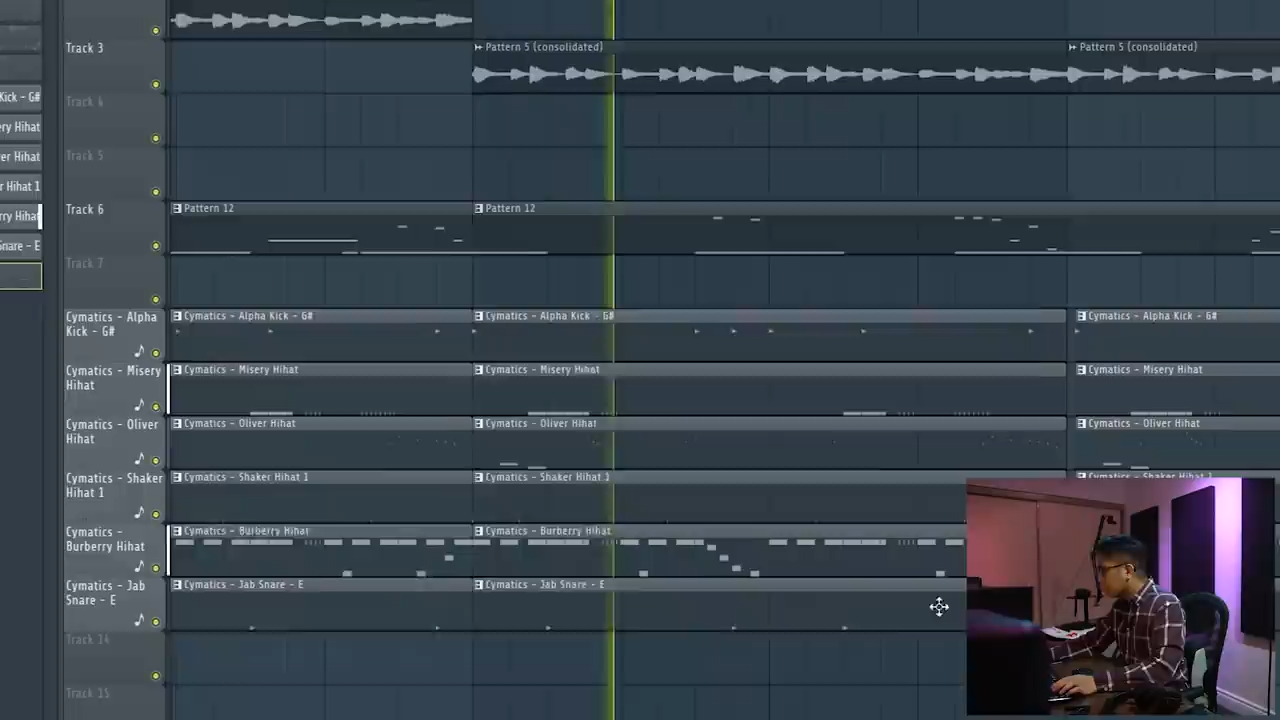 Track 3
Pattern 5 (consolidated)
Pattern 5 (consolidated)
Kick - G#
Track 4
ery Hihat
Track 5
er Hihat
r Hihat 1
Track 6
Pattern 12
Pattern 12
rry Hihat
Snare - E
Track 7
Cymatics - Alpha
Kick - G#
Cymatics - Alpha Kick - G#
Cymatics - Alpha Kick - G#
Cymatics - Alpha Kick - G#
Cymatics - Misery
Hihat
Cymatics - Misery Hihat
Cymatics - Misery Hihat
Cymatics - Misery Hihat
Cymatics - Oliver
Hihat
Cymatics - Oliver Hihat
Cymatics - Oliver Hihat
Cymatics - Oliver Hihat
Cymatics - Shaker
Hihat 1
Cymatics - Shaker Hihat 1
Cymatics - Shaker Hihat 1
Cymatics - Shaker Hihat 1
Cymatics -
Burberry Hihat
Cymatics - Burberry Hihat
Cymatics - Burberry Hihat
Cymatics - Jab
Snare - E
Cymatics - Jab Snare - E
Cymatics - Jab Snare - E
Track 14
Track 15